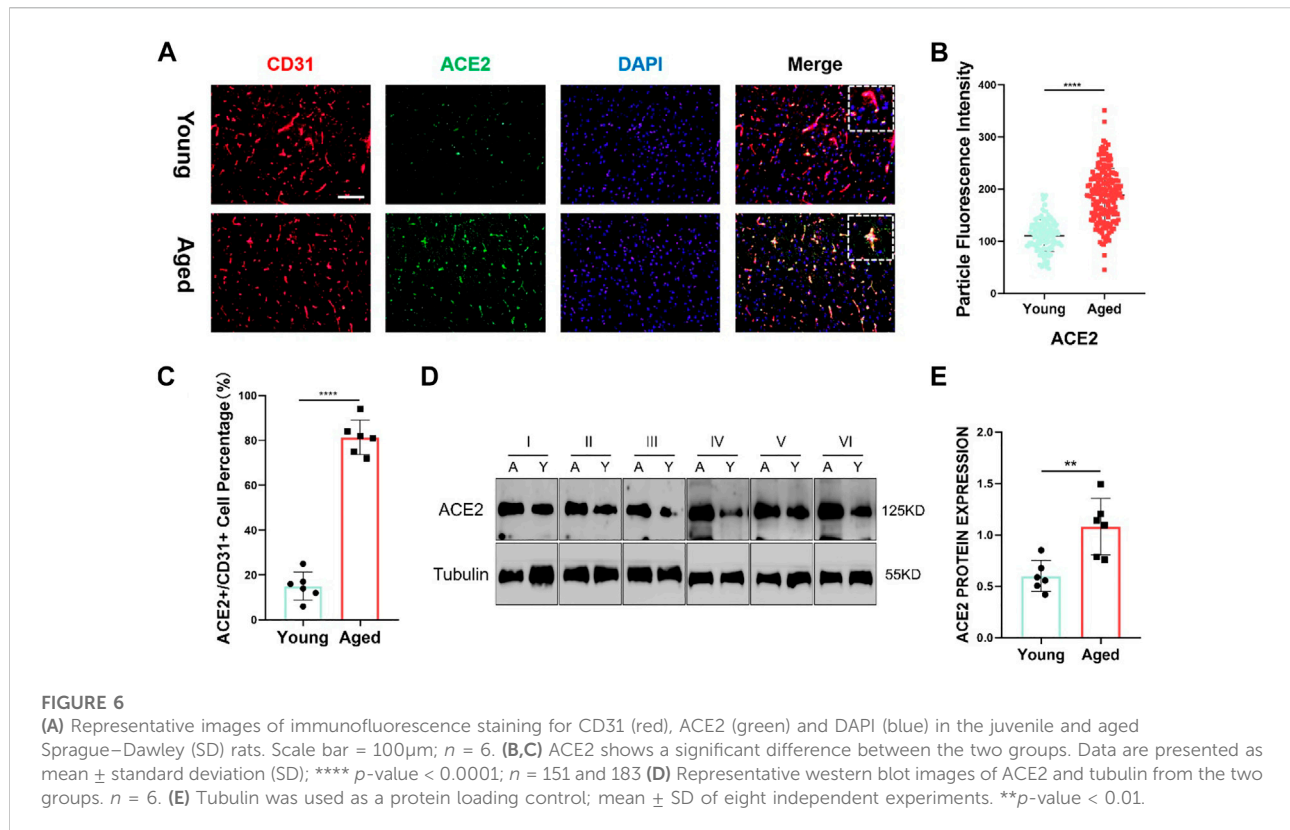 A
CD31 ACE2 DAPI Merge
Young
Aged
B
Particle Fluorescence Intensity
400
300
200
100
0
****
Young Aged
ACE2
C
ACE2+/CD31+ Cell Percentage(%)
100
80
60
40
20
0
****
Young Aged
D
I II III IV V VI
A Y A Y A Y A Y A Y A Y
ACE2 125KD
Tubulin 55KD
E
ACE2 PROTEIN EXPRESSION
2.0
1.5
1.0
0.5
0.0
**
Young Aged
FIGURE 6
(A) Representative images of immunofluorescence staining for CD31 (red), ACE2 (green) and DAPI (blue) in the juvenile and aged
Sprague–Dawley (SD) rats. Scale bar = 100μm; n = 6. (B,C) ACE2 shows a significant difference between the two groups. Data are presented as
mean ± standard deviation (SD); **** p-value < 0.0001; n = 151 and 183 (D) Representative western blot images of ACE2 and tubulin from the two
groups. n = 6. (E) Tubulin was used as a protein loading control; mean ± SD of eight independent experiments. **p-value < 0.01.